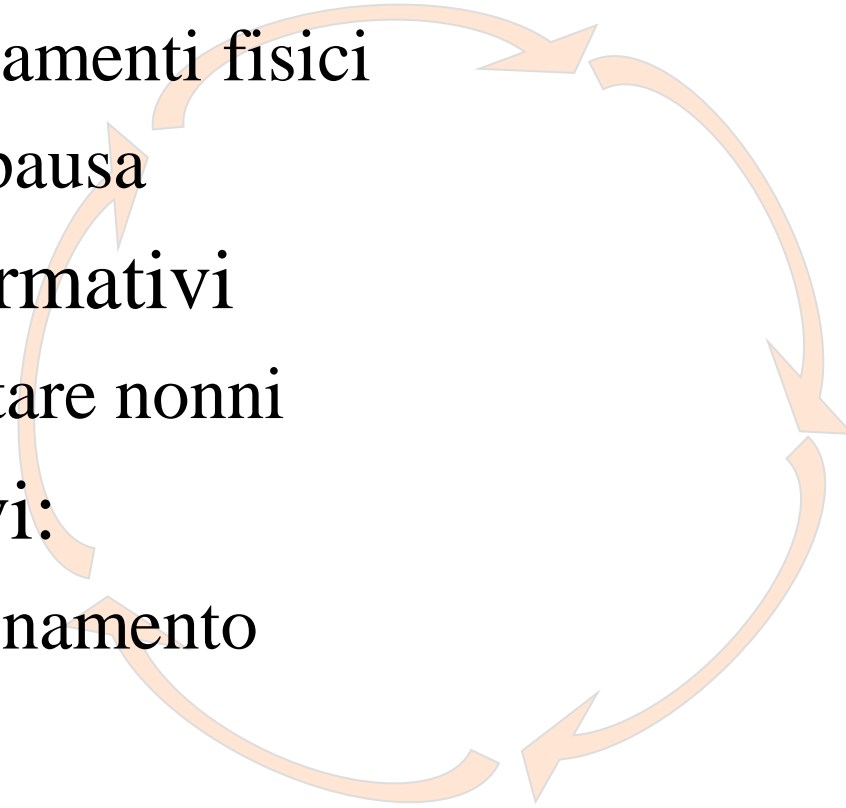 amenti fisici
pausa
rmativi
tare nonni
vi:
namento